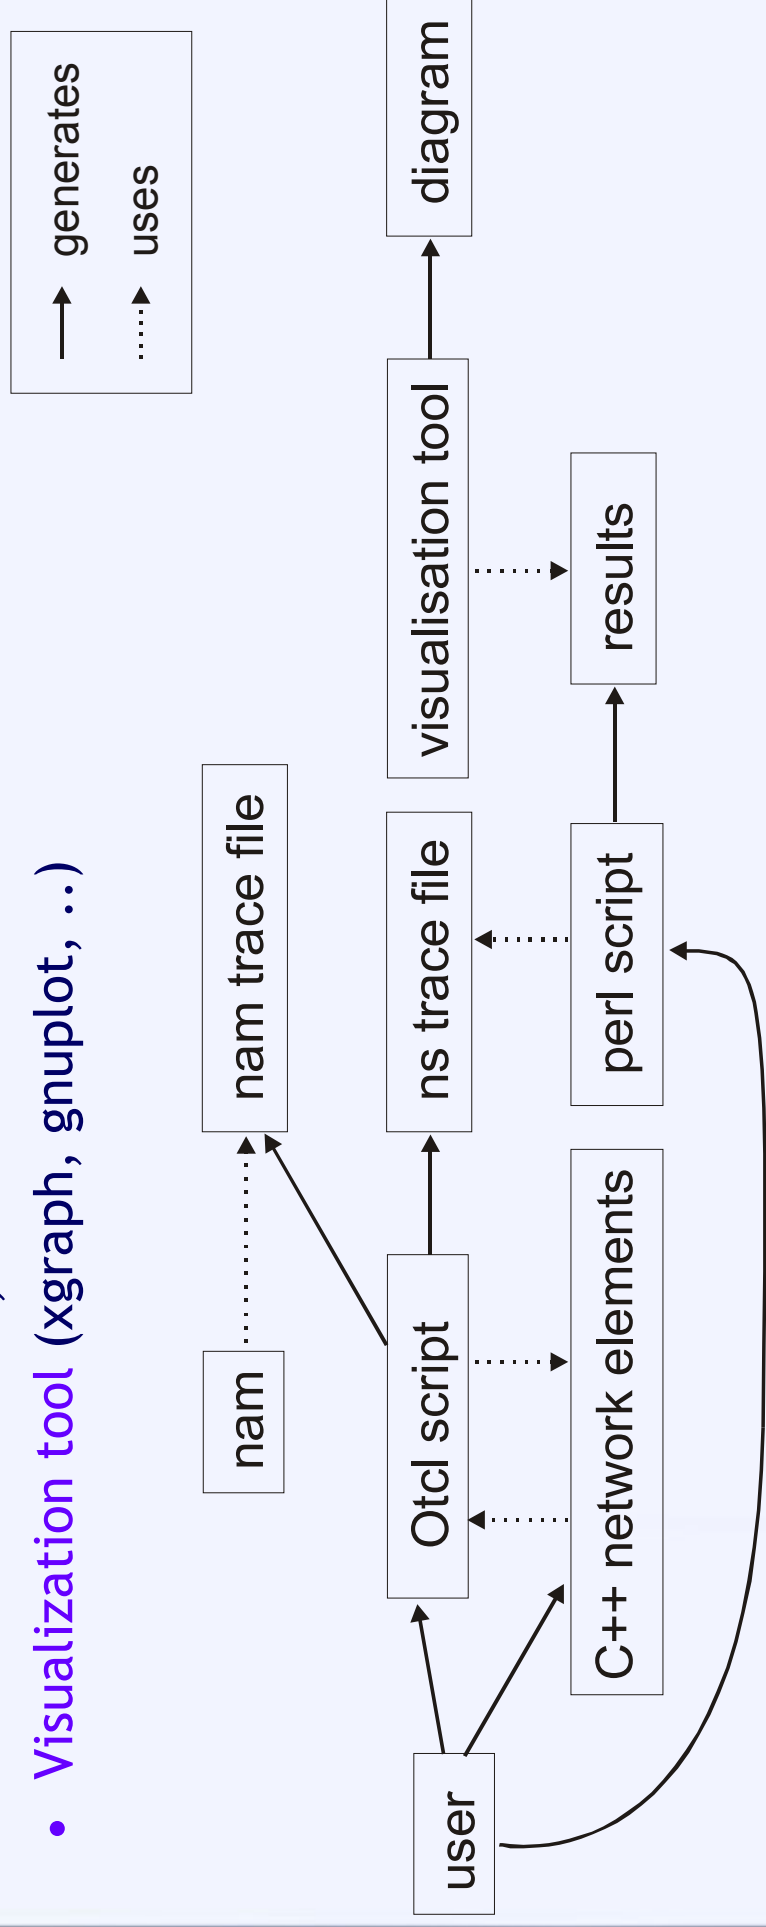 • Visualization tool (xgraph, gnuplot, ..)
generates
uses
nam
nam trace file
user
Otcl script
ns trace file
visualisation tool
diagram
C++ network elements
perl script
results